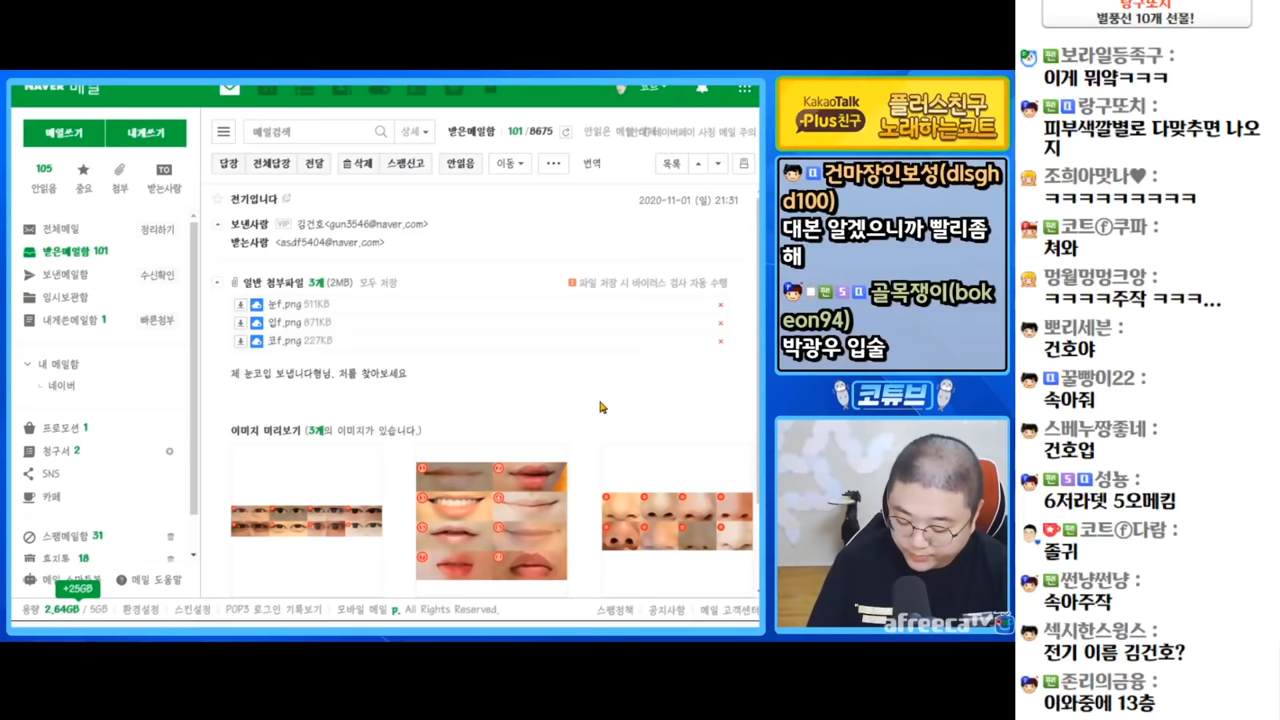 NAVER 메일
메일쓰기
내게쓰기
메일검색
상세
받은메일함 101 / 8675
105
안읽음
중요
첨부
TO
받는사람
답장
전체답장
전달
삭제
스팸신고
안읽음
이동
...
번역
목록
전체메일
정리하기
받은메일함 101
보낸메일함
수신확인
임시보관함
내게쓴메일함 1
빠른첨부
내 메일함
네이버
프로모션 1
청구서 2
SNS
카페
스팸메일함 31
휴지통 18
메일 도움말
+25GB
전기입니다
2020-11-01 (일) 21:31
보낸사람 VIP 김건호<gun3546@naver.com>
받는사람 <asdf5404@naver.com>
일반 첨부파일 3개 (2MB) 모두 저장
파일 저장 시 바이러스 검사 자동 수행
눈f.png 511KB
입f.png 871KB
코f.png 227KB
제 눈코입 보냅니다형님. 저를 찾아보세요
이미지 미리보기 (3개의 이미지가 있습니다.)
용량 2.64GB / 5GB
환경설정
스킨설정
POP3 로그인 기록보기
모바일 메일
All Rights Reserved.
스팸정책
공지사항
메일 고객센터
KakaoTalk
Plus친구
플러스친구
노래하는코트
건마장인보성(dlsgh
d100)
대본 알겠으니까 빨리좀
해
골목쟁이(bok
eon94)
박광우 입술
코튜브
afreecaTV
랑구또치
별풍선 10개 선물!
보라일등족구 :
이게 뭐약ㅋㅋㅋ
랑구또치 :
피부색깔별로 다맞추면 나오
지
조희아맛나♥ :
ㅋㅋㅋㅋㅋㅋㅋㅋㅋ
코트ⓕ쿠파 :
쳐와
멍월멍멍크앙 :
ㅋㅋㅋㅋ주작 ㅋㅋㅋ...
뽀리세븐 :
건호야
꿀빵이22 :
속아줘
스베누짱좋네 :
건호업
성뇽 :
6저라뎃 5오메킴
코트ⓕ다람 :
졸귀
썬냥썬냥 :
속아주작
섹시한스윙스 :
전기 이름 김건호?
존리의금융 :
이와중에 13층